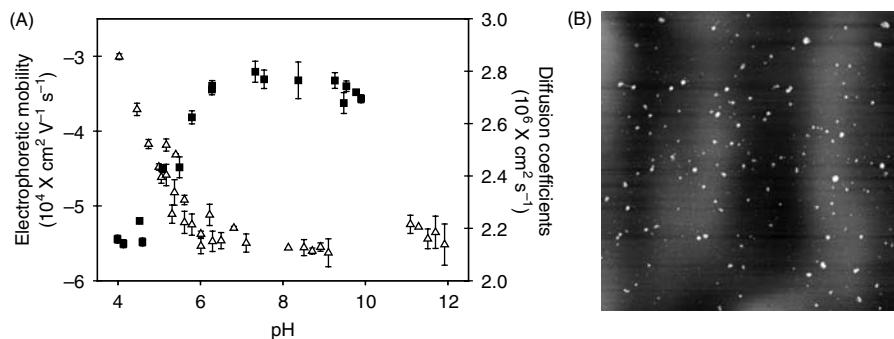 (A)
Electrophoretic mobility
(10⁴ X cm² V⁻¹ s⁻¹)
−3
−4
−5
−6
4
6
8
10
12
pH
3.0
2.8
2.6
2.4
2.2
2.0
Diffusion coefficients
(10⁶ X cm² s⁻¹)
(B)